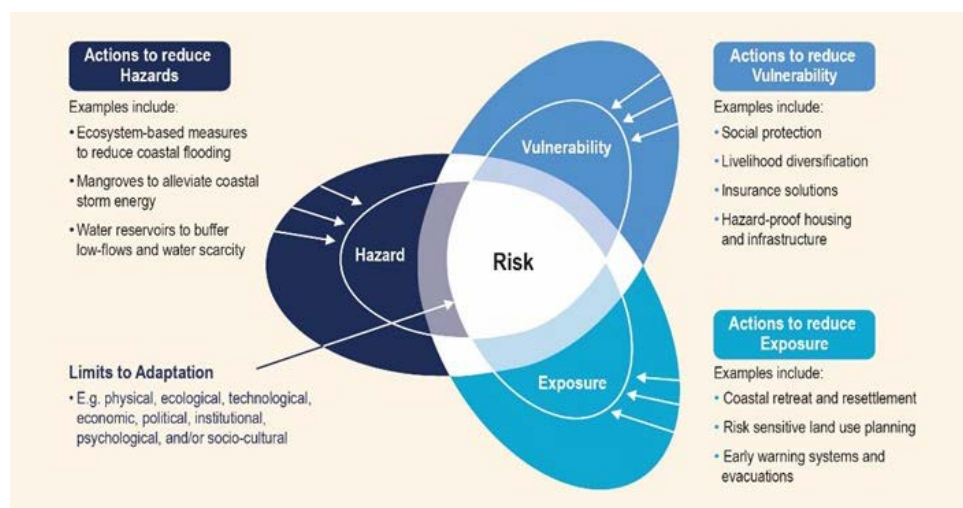 Actions to reduce
Hazards
Examples include:
• Ecosystem-based measures
to reduce coastal flooding
• Mangroves to alleviate coastal
storm energy
• Water reservoirs to buffer
low-flows and water scarcity
Limits to Adaptation
• E.g. physical, ecological, technological,
economic, political, institutional,
psychological, and/or socio-cultural
Vulnerability
Hazard
Risk
Exposure
Actions to reduce
Vulnerability
Examples include:
• Social protection
• Livelihood diversification
• Insurance solutions
• Hazard-proof housing
and infrastructure
Actions to reduce
Exposure
Examples include:
• Coastal retreat and resettlement
• Risk sensitive land use planning
• Early warning systems and
evacuations